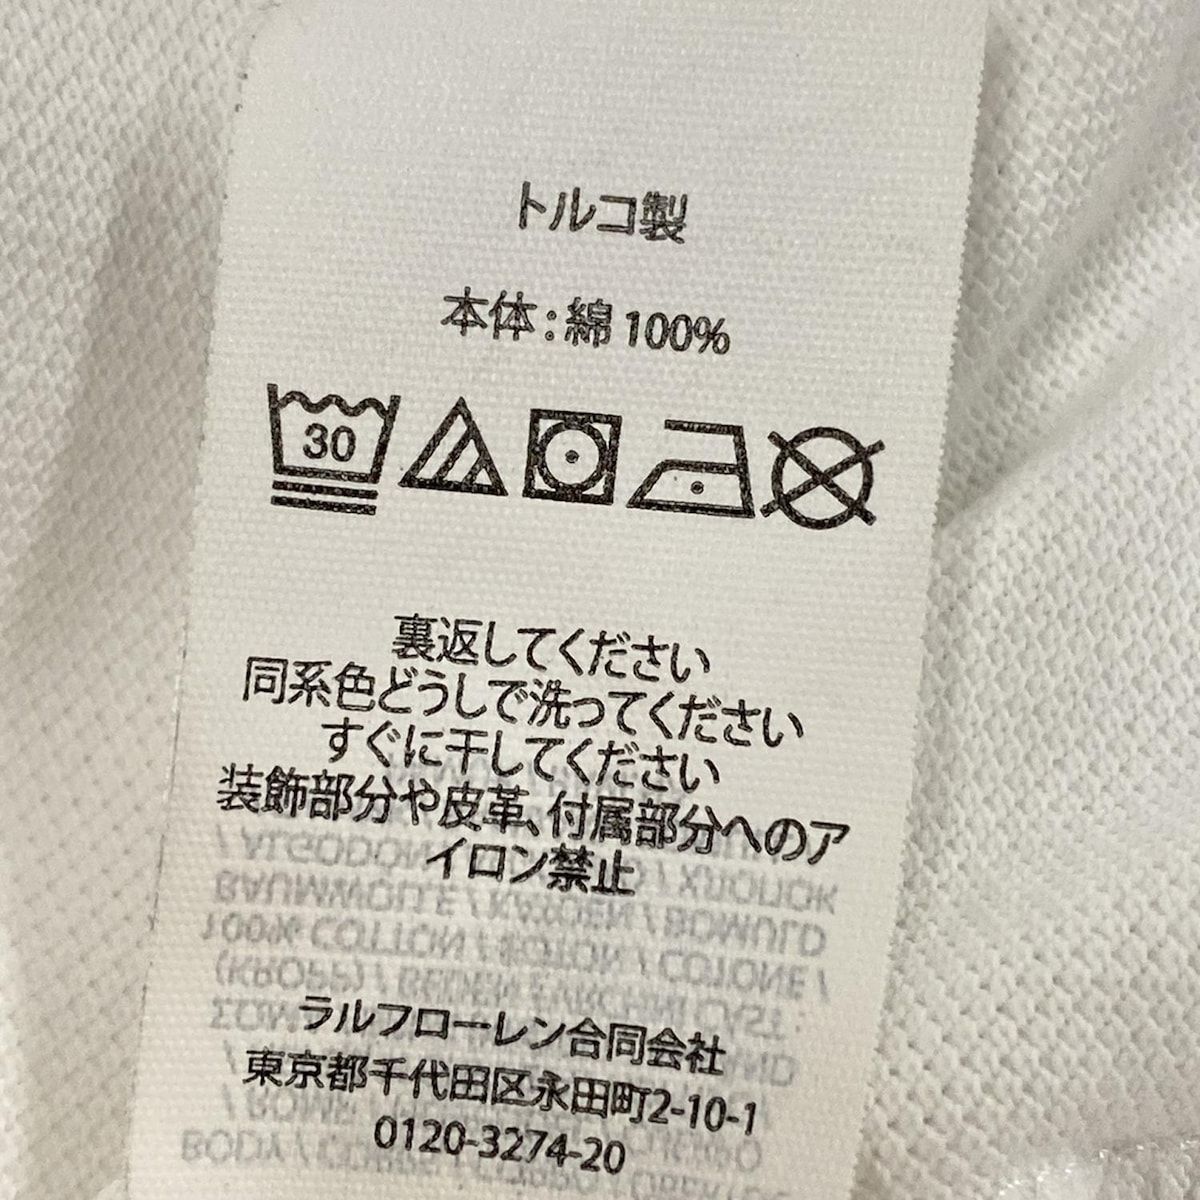 トルコ製
本体:綿 100%
30
裏返してください
同系色どうしで洗ってください
すぐに干してください
装飾部分や皮革、付属部分へのア
イロン禁止
ラルフローレン合同会社
東京都千代田区永田町2-10-1
0120-3274-20